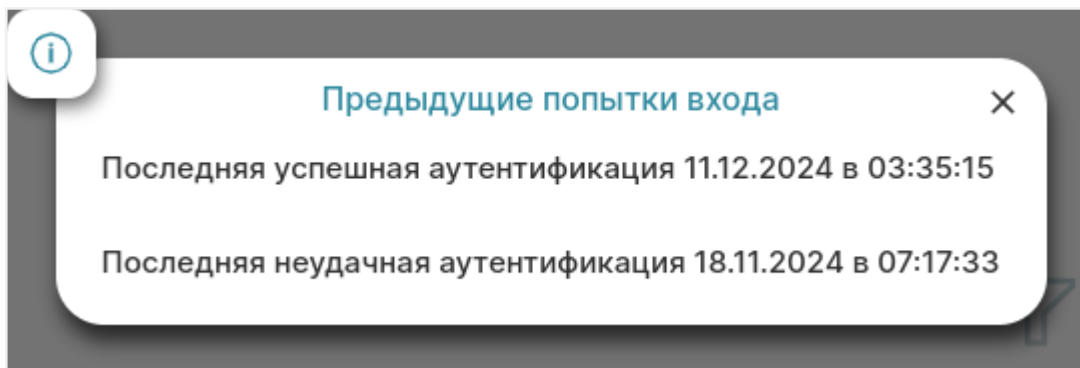 Предыдущие попытки входа
Последняя успешная аутентификация 11.12.2024 в 03:35:15
Последняя неудачная аутентификация 18.11.2024 в 07:17:33